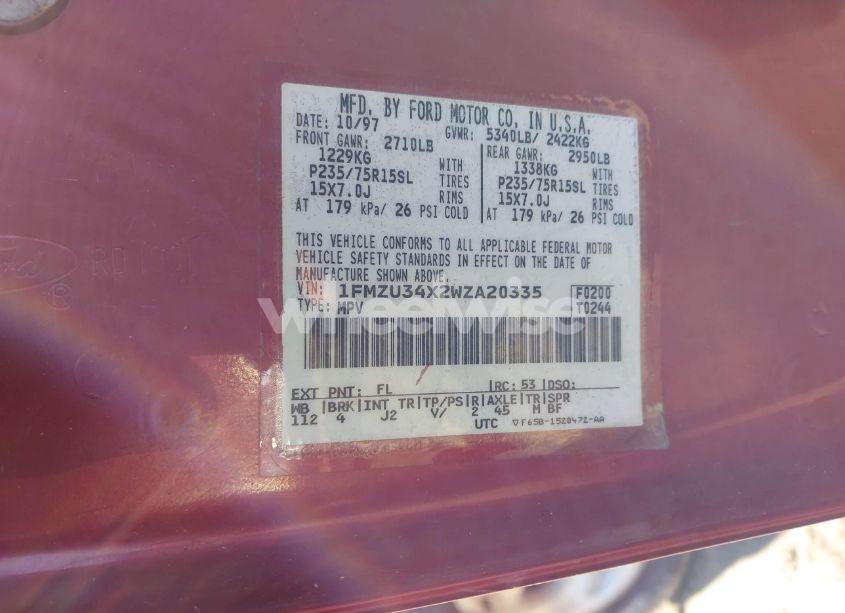 MFD. BY FORD MOTOR CO. IN U.S.A.
DATE: 10/97 GVWR: 5340LB/ 2422KG
FRONT GAWR: 2710LB REAR GAWR: 2950LB
1229KG WITH 1338KG WITH
P235/75R15SL TIRES P235/75R15SL TIRES
15X7.0J RIMS 15X7.0J RIMS
AT 179 kPa/ 26 PSI COLD AT 179 kPa/ 26 PSI COLD
THIS VEHICLE CONFORMS TO ALL APPLICABLE FEDERAL MOTOR
VEHICLE SAFETY STANDARDS IN EFFECT ON THE DATE OF
MANUFACTURE SHOWN ABOVE.
VIN: 1FMZU34X2WZA20335 F0200
TYPE: MPV T0244
wheelwise
EXT PNT: FL RC: 53 DSO:
WB BRK INT TR TP/PS R AXLE TR SPR
112 4 J2 V/ 2 45 M BF
UTC ▽F65B-1520472-AA
Ford
®